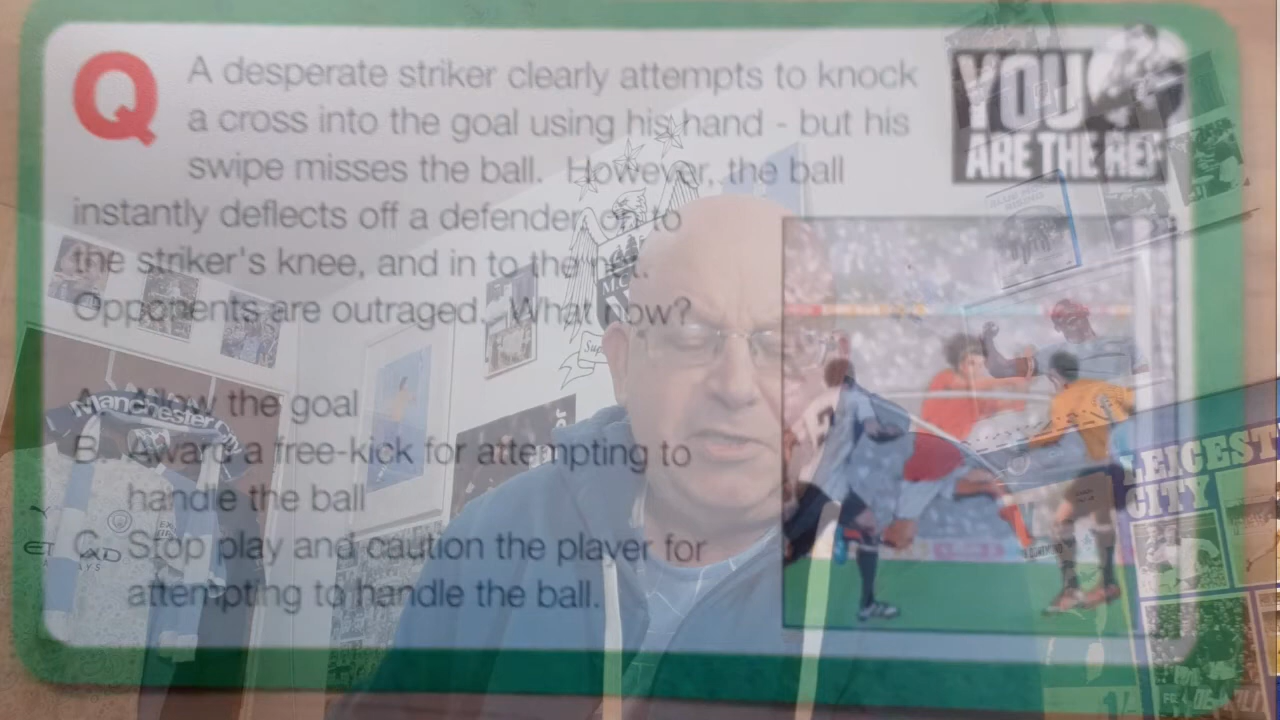 Q
A desperate striker clearly attempts to knock
a cross into the goal using his hand - but his
swipe misses the ball. However, the ball
instantly deflects off a defender, on to
the striker's knee, and in to the net.
Opponents are outraged. What now?
A. Allow the goal
B. Award a free-kick for attempting to
handle the ball
C. Stop play and caution the player for
attempting to handle the ball.
YOU
ARE THE REF
Manchester City
LEICEST
CITY